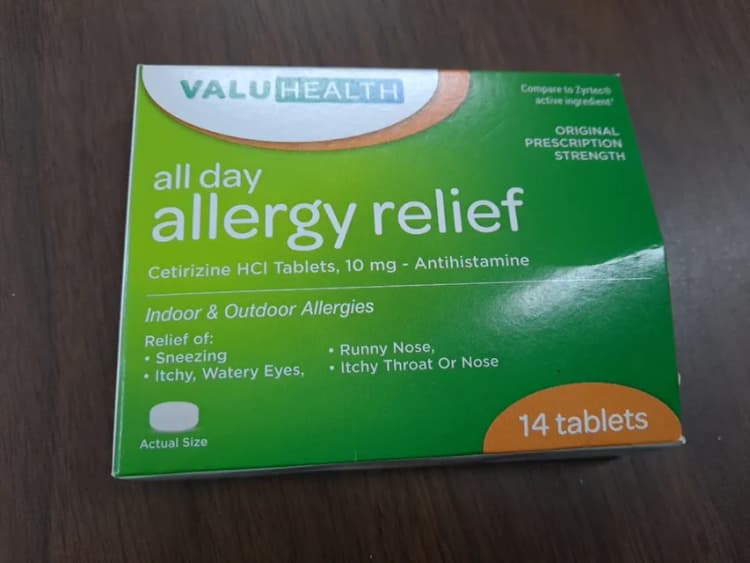 VALUHEALTH
Compare to Zyrtec®
active ingredient†
ORIGINAL
PRESCRIPTION
STRENGTH
all day
allergy relief
Cetirizine HCl Tablets, 10 mg - Antihistamine
Indoor & Outdoor Allergies
Relief of:
• Sneezing
• Itchy, Watery Eyes,
• Runny Nose,
• Itchy Throat Or Nose
Actual Size
14 tablets